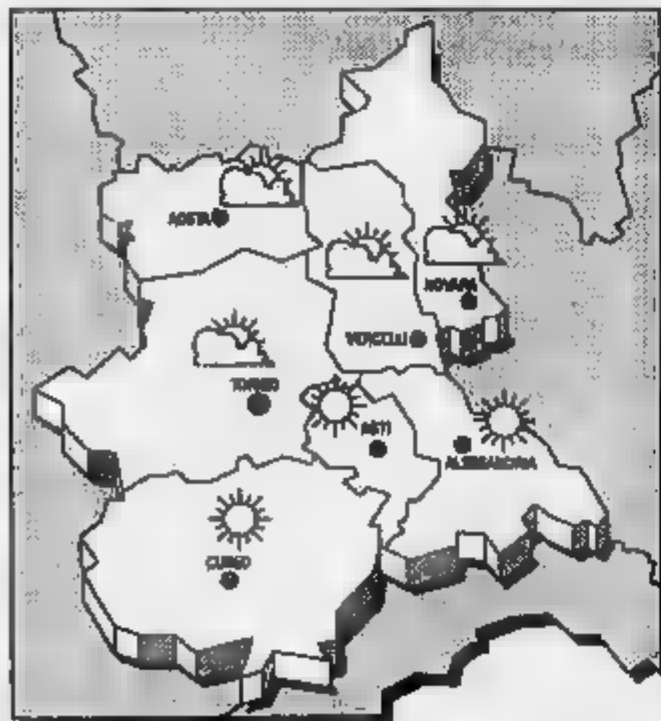 AOSTA
NOVARA
VERCELLI
TORINO
ASTI
ALESSANDRIA
CUNEO